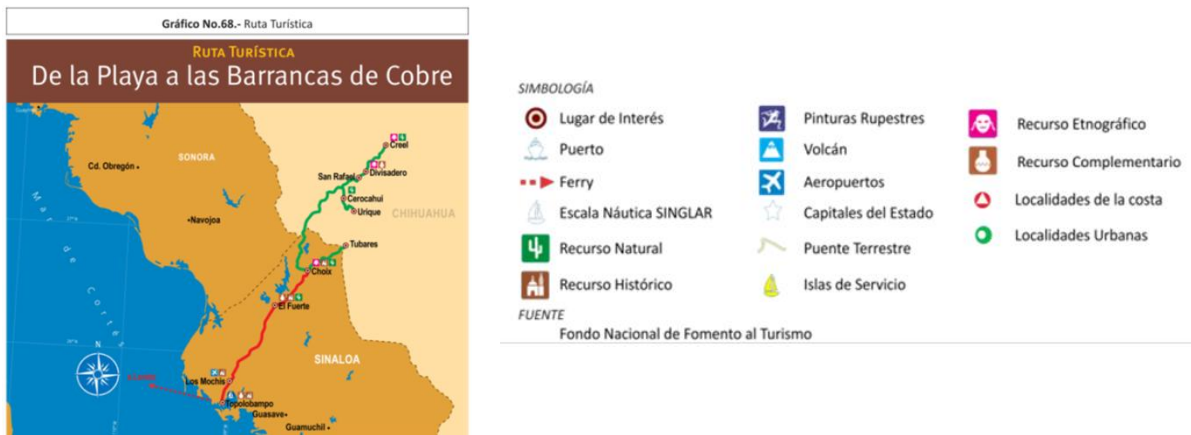 Gráfico No.68.- Ruta Turística
RUTA TURÍSTICA
De la Playa a las Barrancas de Cobre
SONORA
Cd. Obregón
Navojoa
Mar de Cortés
Creel
Divisadero
San Rafael
Cerocahui
Urique
CHIHUAHUA
Tubares
Choix
El Fuerte
SINALOA
N
Los Mochis
Topolobampo
Guasave
Guamuchil
SIMBOLOGÍA
Lugar de Interés
Puerto
Ferry
Escala Náutica SINGLAR
Recurso Natural
Recurso Histórico
Pinturas Rupestres
Volcán
Aeropuertos
Capitales del Estado
Puente Terrestre
Islas de Servicio
Recurso Etnográfico
Recurso Complementario
Localidades de la costa
Localidades Urbanas
FUENTE
Fondo Nacional de Fomento al Turismo